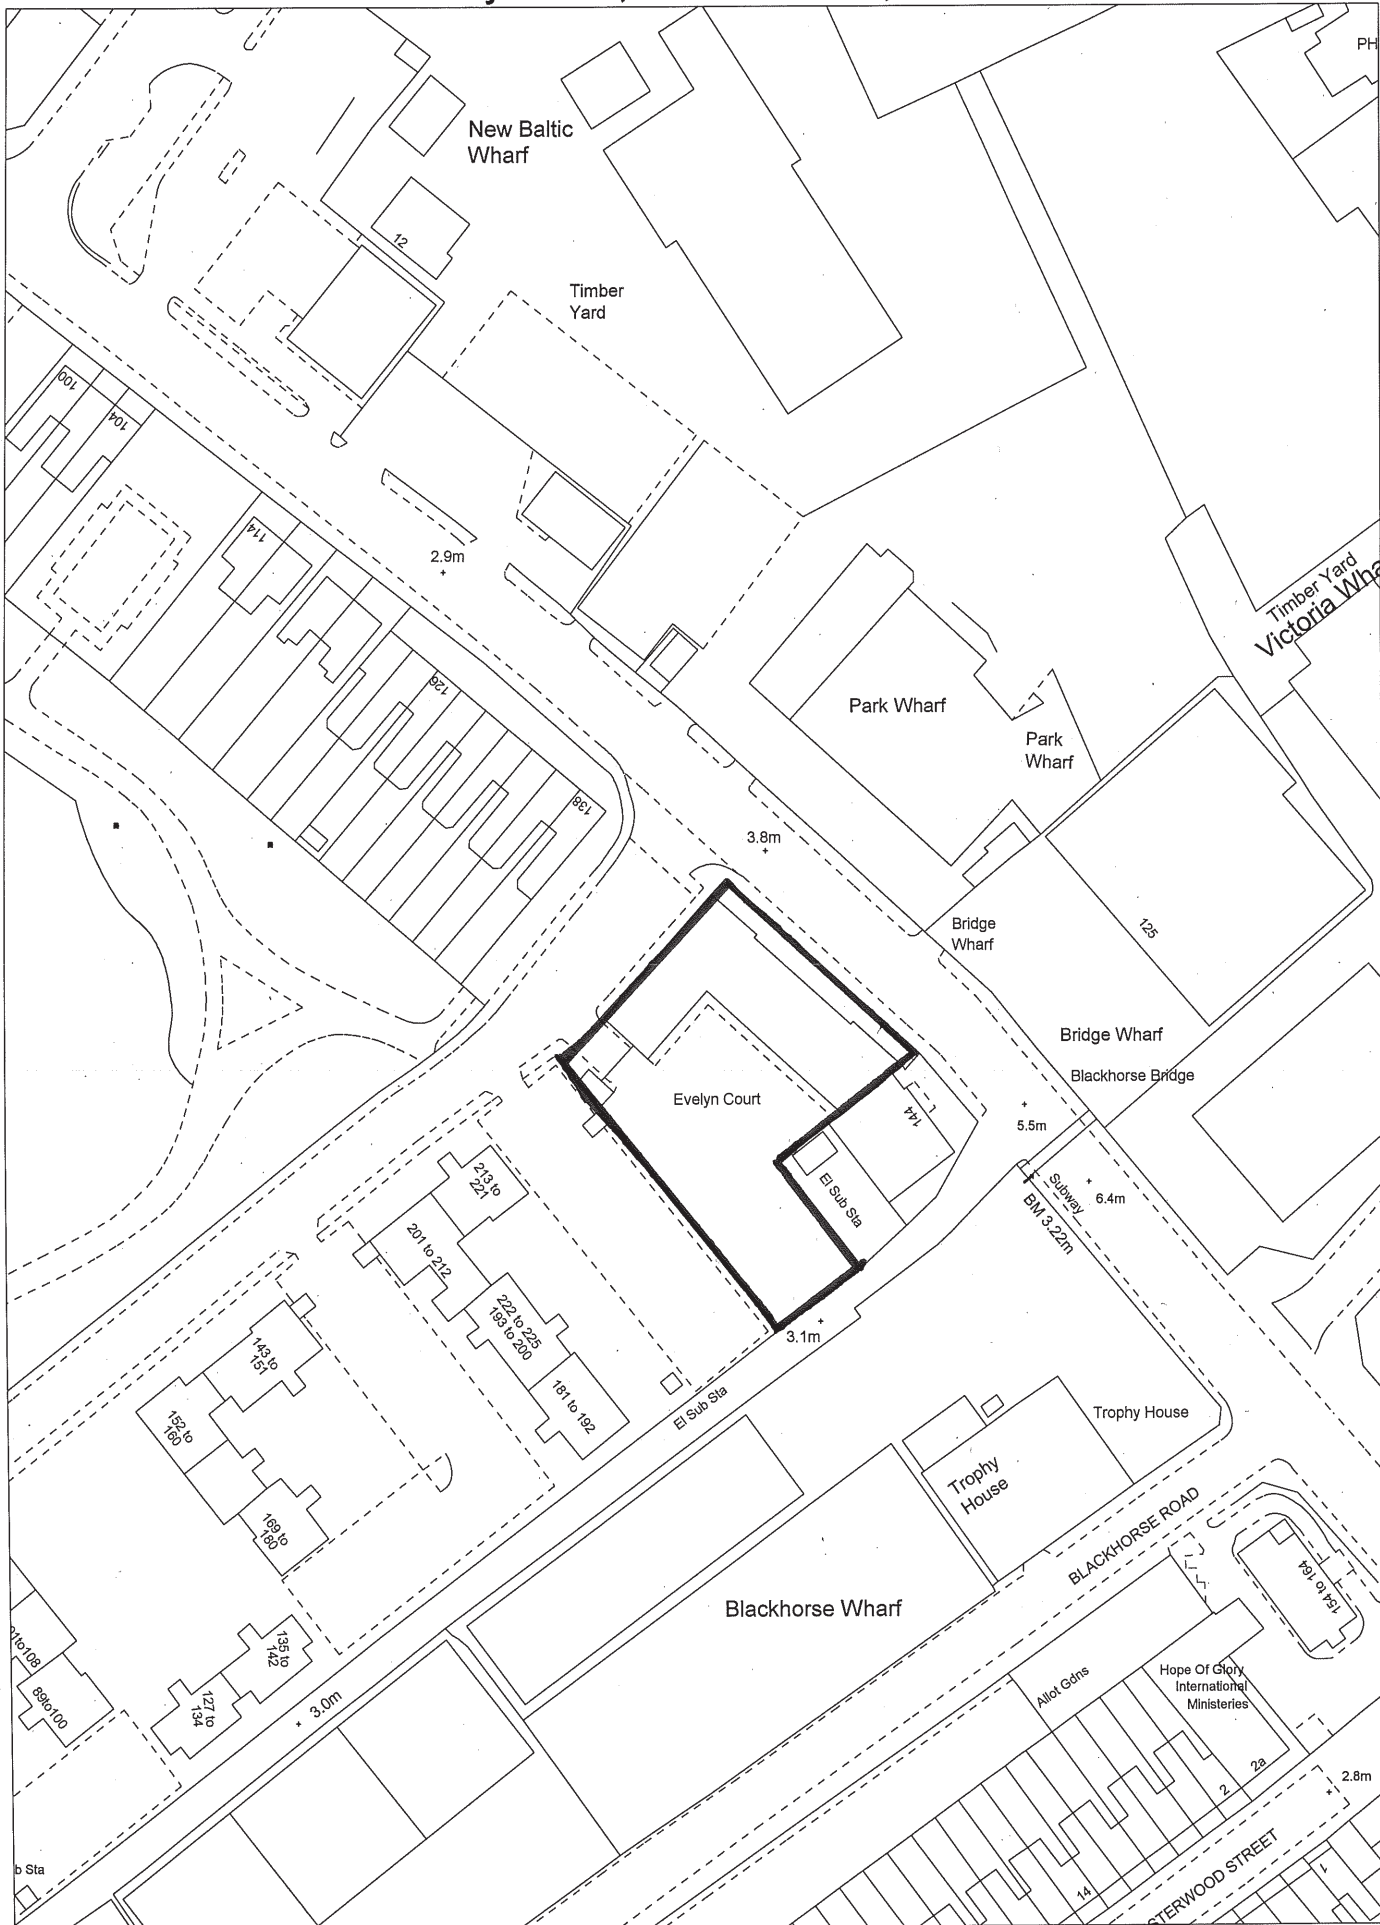 PH
New Baltic
Wharf
12
Timber
Yard
100
104
114
2.9m
Timber Yard
126
Park Wharf
Park
Wharf
138
3.8m
Bridge
Wharf
125
Bridge Wharf
Blackhorse Bridge
Evelyn Court
144
5.5m
El Sub Sta
Subway
6.4m
BM 3.22m
213 to
221
201 to 212
222 to 225
193 to 200
181 to 192
3.1m
143 to
151
152 to
160
El Sub Sta
Trophy House
Trophy
House
169 to
180
BLACKHORSE ROAD
154 to 164
Blackhorse Wharf
135 to
142
127 to
134
89to100
3.0m
Allot Gdns
Hope Of Glory
International
Ministeries
2
2a
2.8m
14
1
b Sta
STERWOOD STREET